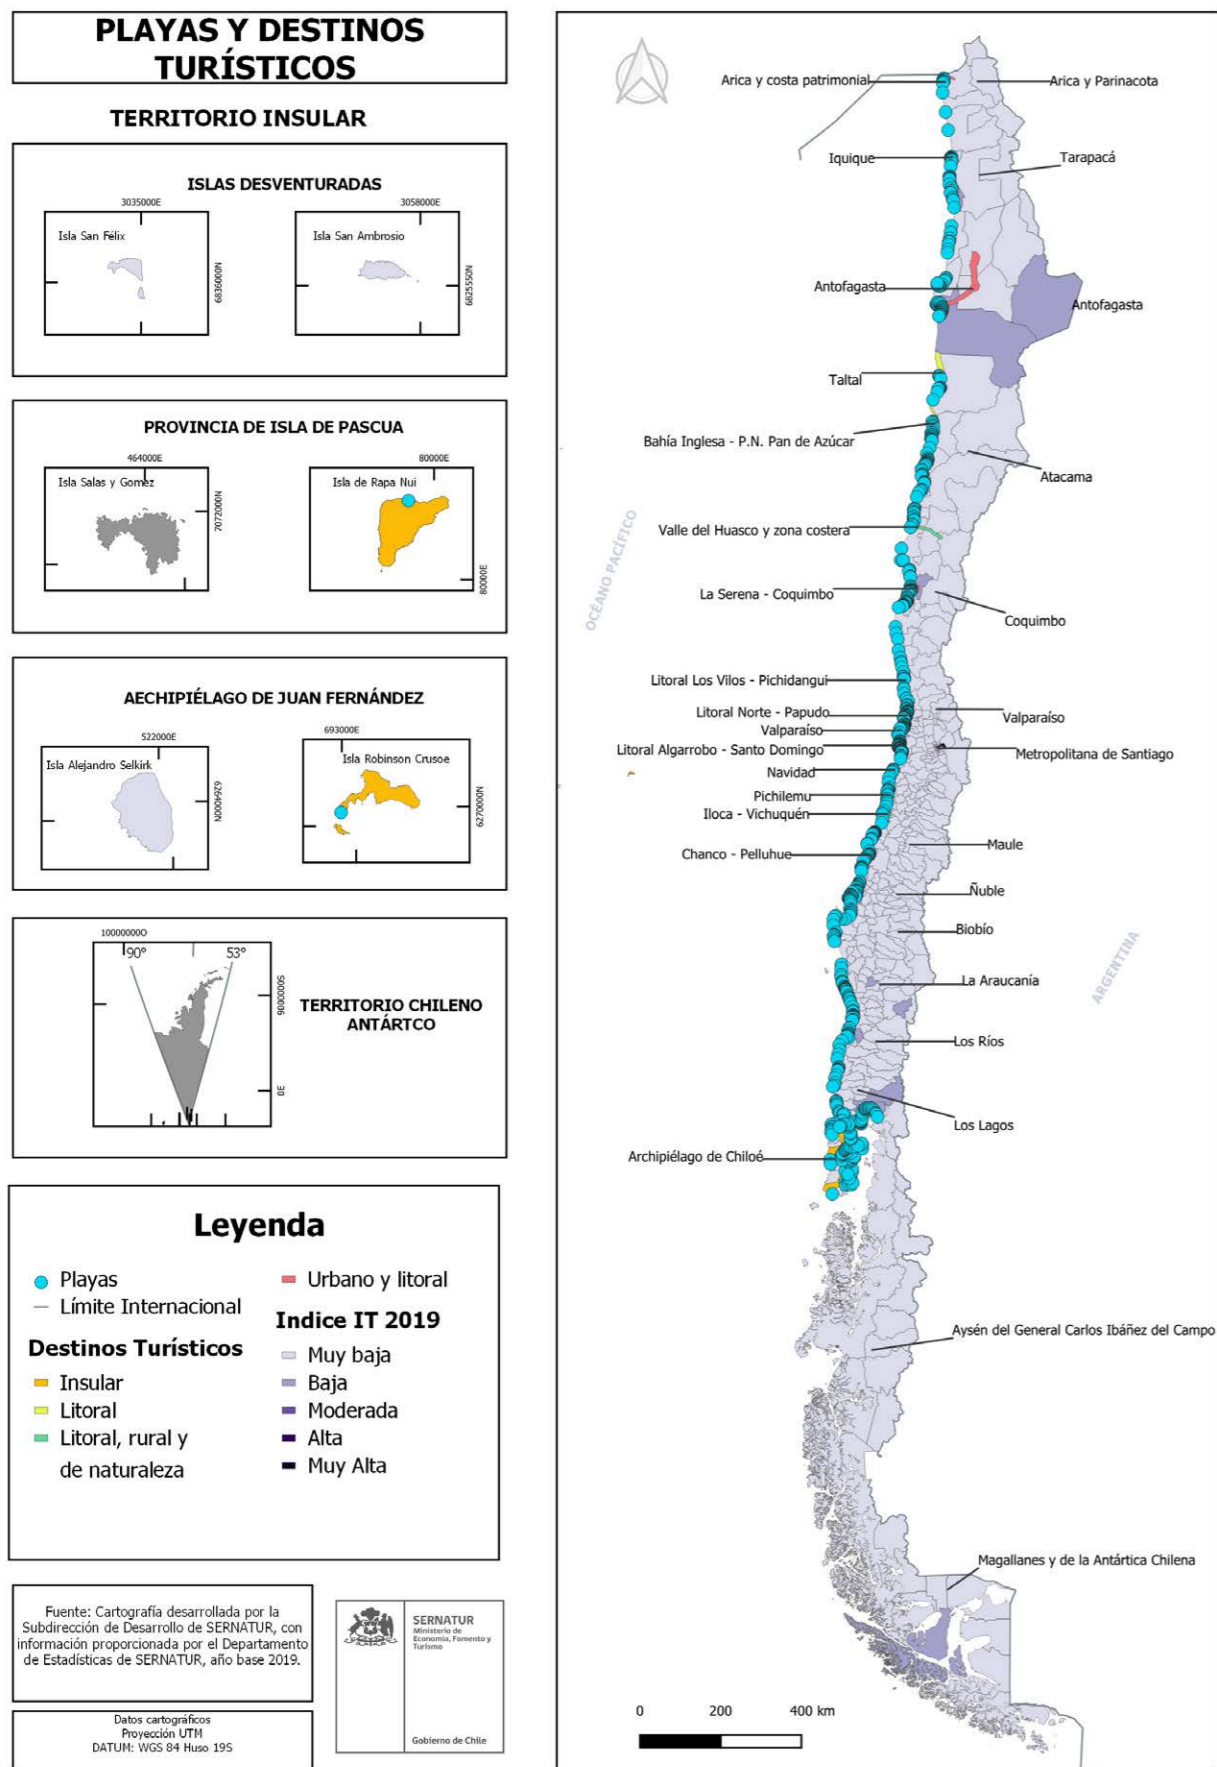 PLAYAS Y DESTINOS
TURÍSTICOS
TERRITORIO INSULAR
ISLAS DESVENTURADAS
3035000E
Isla San Félix
6836000N
3058000E
Isla San Ambrosio
6825550N
PROVINCIA DE ISLA DE PASCUA
464000E
Isla Salas y Gomez
7072000N
80000E
Isla de Rapa Nui
80000E
AECHIPIÉLAGO DE JUAN FERNÁNDEZ
522000E
Isla Alejandro Selkirk
6264000N
693000E
Isla Robinson Crusoe
6270000N
10000000O
90°
53°
5000000S
0E
TERRITORIO CHILENO
ANTÁRTCO
Leyenda
Playas
Límite Internacional
Destinos Turísticos
Insular
Litoral
Litoral, rural y
de naturaleza
Urbano y litoral
Indice IT 2019
Muy baja
Baja
Moderada
Alta
Muy Alta
Fuente: Cartografía desarrollada por la
Subdirección de Desarrollo de SERNATUR, con
información proporcionada por el Departamento
de Estadísticas de SERNATUR, año base 2019.
Datos cartográficos
Proyección UTM
DATUM: WGS 84 Huso 19S
SERNATUR
Ministerio de
Economía, Fomento y
Turismo
Gobierno de Chile
Arica y costa patrimonial
Arica y Parinacota
Iquique
Tarapacá
Antofagasta
Antofagasta
Taltal
Bahía Inglesa - P.N. Pan de Azúcar
Atacama
OCÉANO PACÍFICO
Valle del Huasco y zona costera
La Serena - Coquimbo
Coquimbo
Litoral Los Vilos - Pichidangui
Litoral Norte - Papudo
Valparaíso
Valparaíso
Litoral Algarrobo - Santo Domingo
Metropolitana de Santiago
Navidad
Pichilemu
Iloca - Vichuquén
Maule
Chanco - Pelluhue
Ñuble
Biobío
ARGENTINA
La Araucanía
Los Ríos
Los Lagos
Archipiélago de Chiloé
Aysén del General Carlos Ibáñez del Campo
Magallanes y de la Antártica Chilena
0 200 400 km